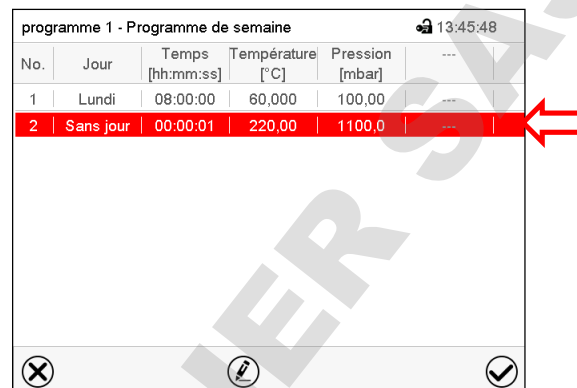 programme 1 - Programme de semaine 13:45:48
No. Jour Temps [hh:mm:ss] Température [°C] Pression [mbar] ---
1 Lundi 08:00:00 60,000 100,00 ---
2 Sans jour 00:00:01 220,00 1100,0 ---